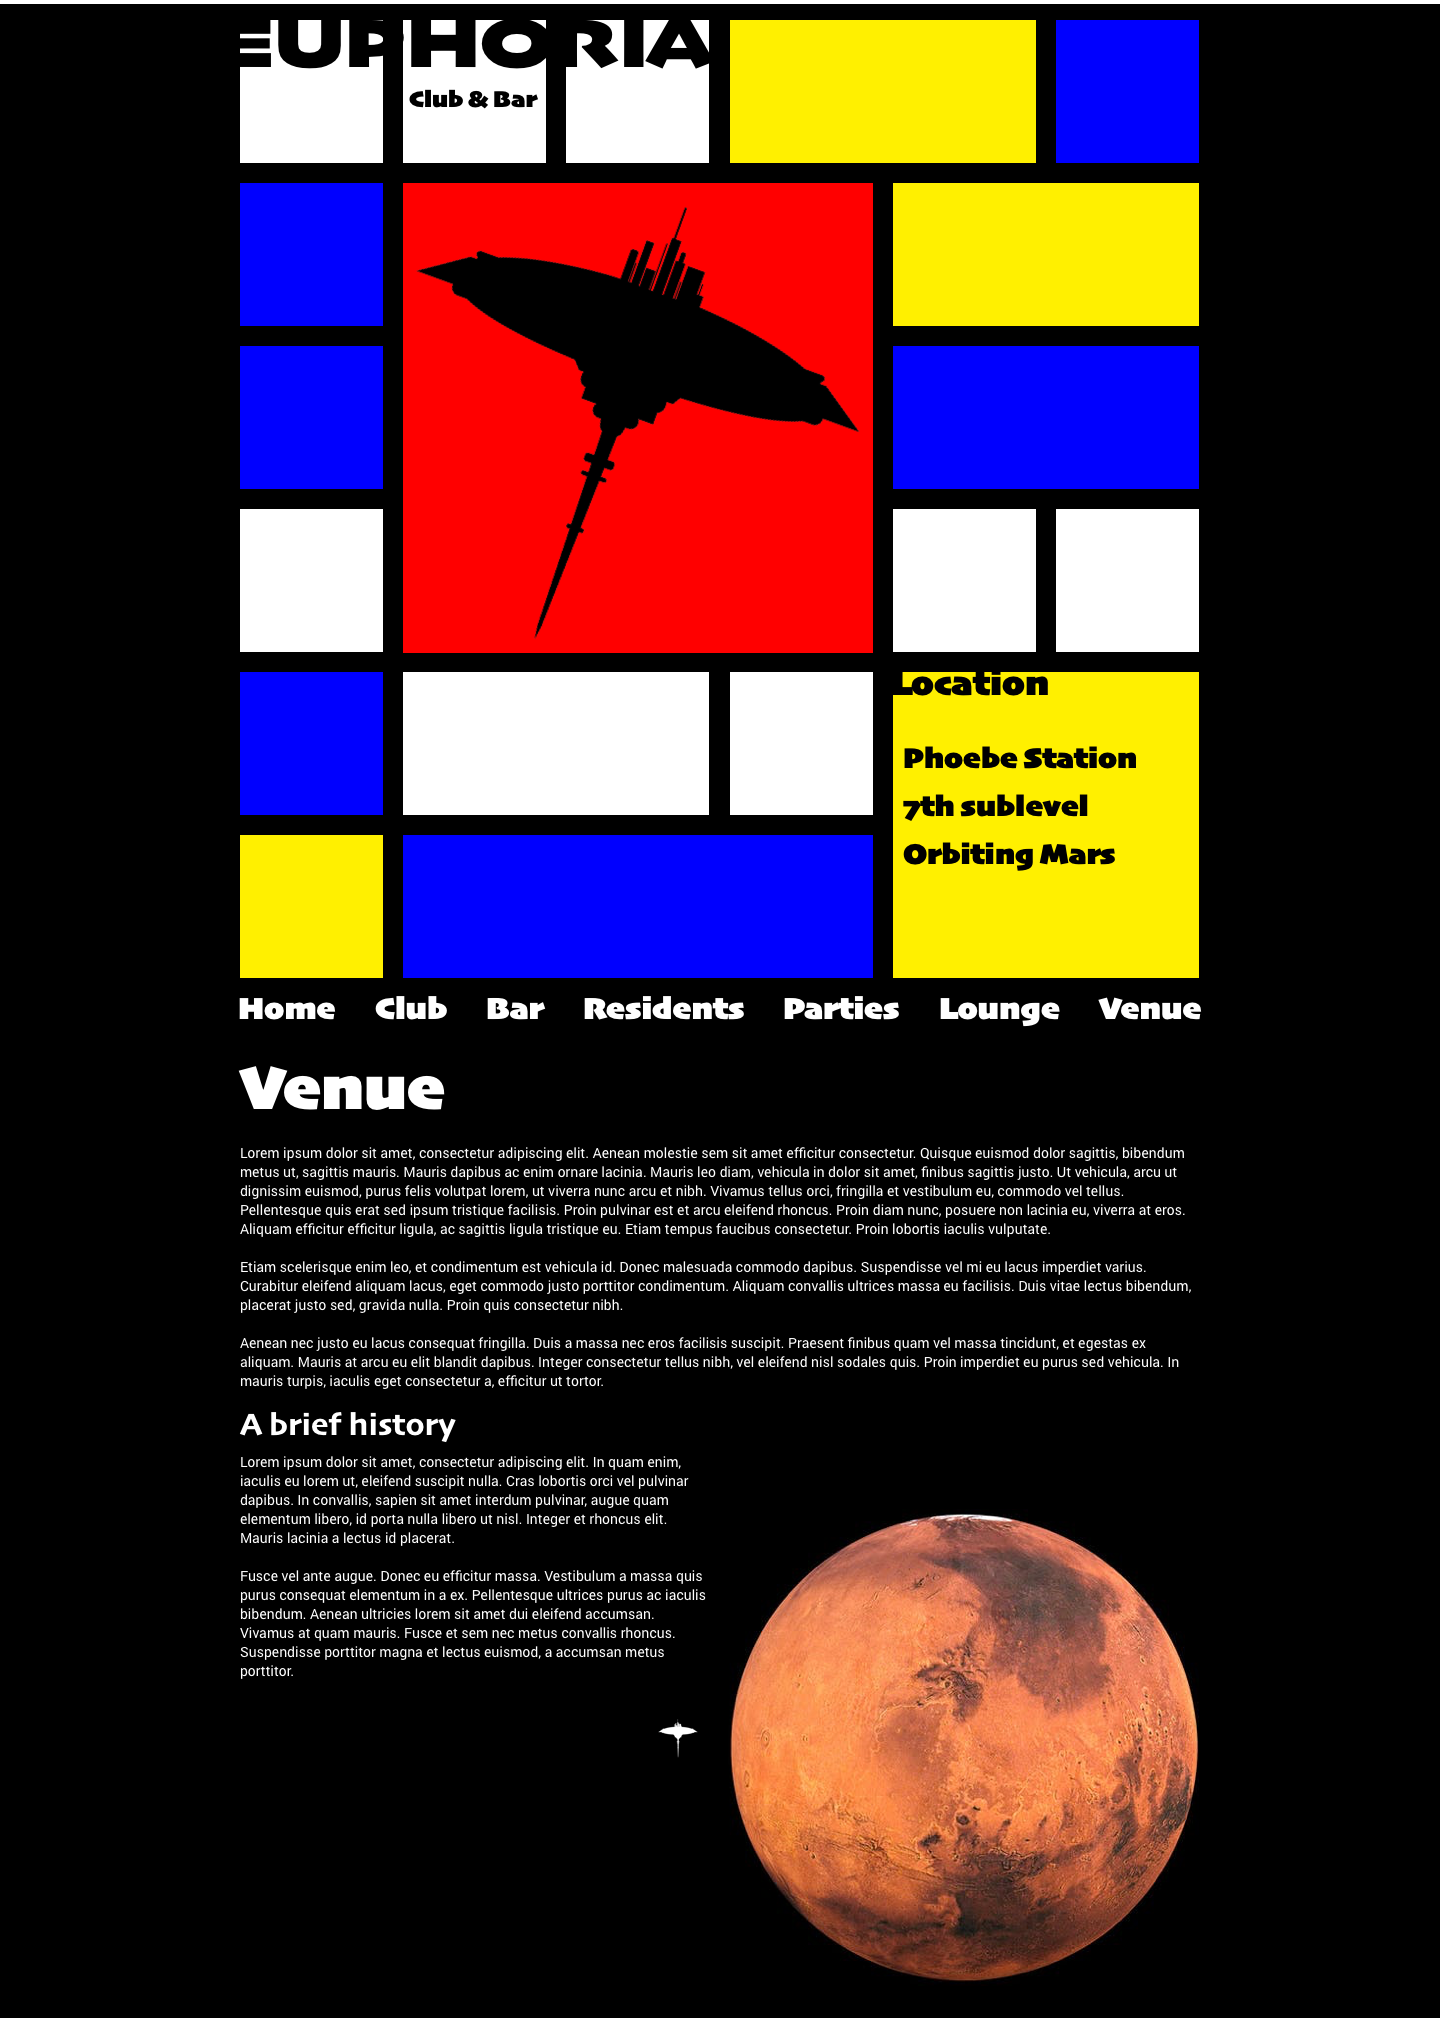 EUPHORIA
Club & Bar
Location
Phoebe Station
7th sublevel
Orbiting Mars
Home Club Bar Residents Parties Lounge Venue
Venue
Lorem ipsum dolor sit amet, consectetur adipiscing elit. Aenean molestie sem sit amet efficitur consectetur. Quisque euismod dolor sagittis, bibendum
metus ut, sagittis mauris. Mauris dapibus ac enim ornare lacinia. Mauris leo diam, vehicula in dolor sit amet, finibus sagittis justo. Ut vehicula, arcu ut
dignissim euismod, purus felis volutpat lorem, ut viverra nunc arcu et nibh. Vivamus tellus orci, fringilla et vestibulum eu, commodo vel tellus.
Pellentesque quis erat sed ipsum tristique facilisis. Proin pulvinar est et arcu eleifend rhoncus. Proin diam nunc, posuere non lacinia eu, viverra at eros.
Aliquam efficitur efficitur ligula, ac sagittis ligula tristique eu. Etiam tempus faucibus consectetur. Proin lobortis iaculis vulputate.
Etiam scelerisque enim leo, et condimentum est vehicula id. Donec malesuada commodo dapibus. Suspendisse vel mi eu lacus imperdiet varius.
Curabitur eleifend aliquam lacus, eget commodo justo porttitor condimentum. Aliquam convallis ultrices massa eu facilisis. Duis vitae lectus bibendum,
placerat justo sed, gravida nulla. Proin quis consectetur nibh.
Aenean nec justo eu lacus consequat fringilla. Duis a massa nec eros facilisis suscipit. Praesent finibus quam vel massa tincidunt, et egestas ex
aliquam. Mauris at arcu eu elit blandit dapibus. Integer consectetur tellus nibh, vel eleifend nisl sodales quis. Proin imperdiet eu purus sed vehicula. In
mauris turpis, iaculis eget consectetur a, efficitur ut tortor.
A brief history
Lorem ipsum dolor sit amet, consectetur adipiscing elit. In quam enim,
iaculis eu lorem ut, eleifend suscipit nulla. Cras lobortis orci vel pulvinar
dapibus. In convallis, sapien sit amet interdum pulvinar, augue quam
elementum libero, id porta nulla libero ut nisl. Integer et rhoncus elit.
Mauris lacinia a lectus id placerat.
Fusce vel ante augue. Donec eu efficitur massa. Vestibulum a massa quis
purus consequat elementum in a ex. Pellentesque ultrices purus ac iaculis
bibendum. Aenean ultricies lorem sit amet dui eleifend accumsan.
Vivamus at quam mauris. Fusce et sem nec metus convallis rhoncus.
Suspendisse porttitor magna et lectus euismod, a accumsan metus
porttitor.